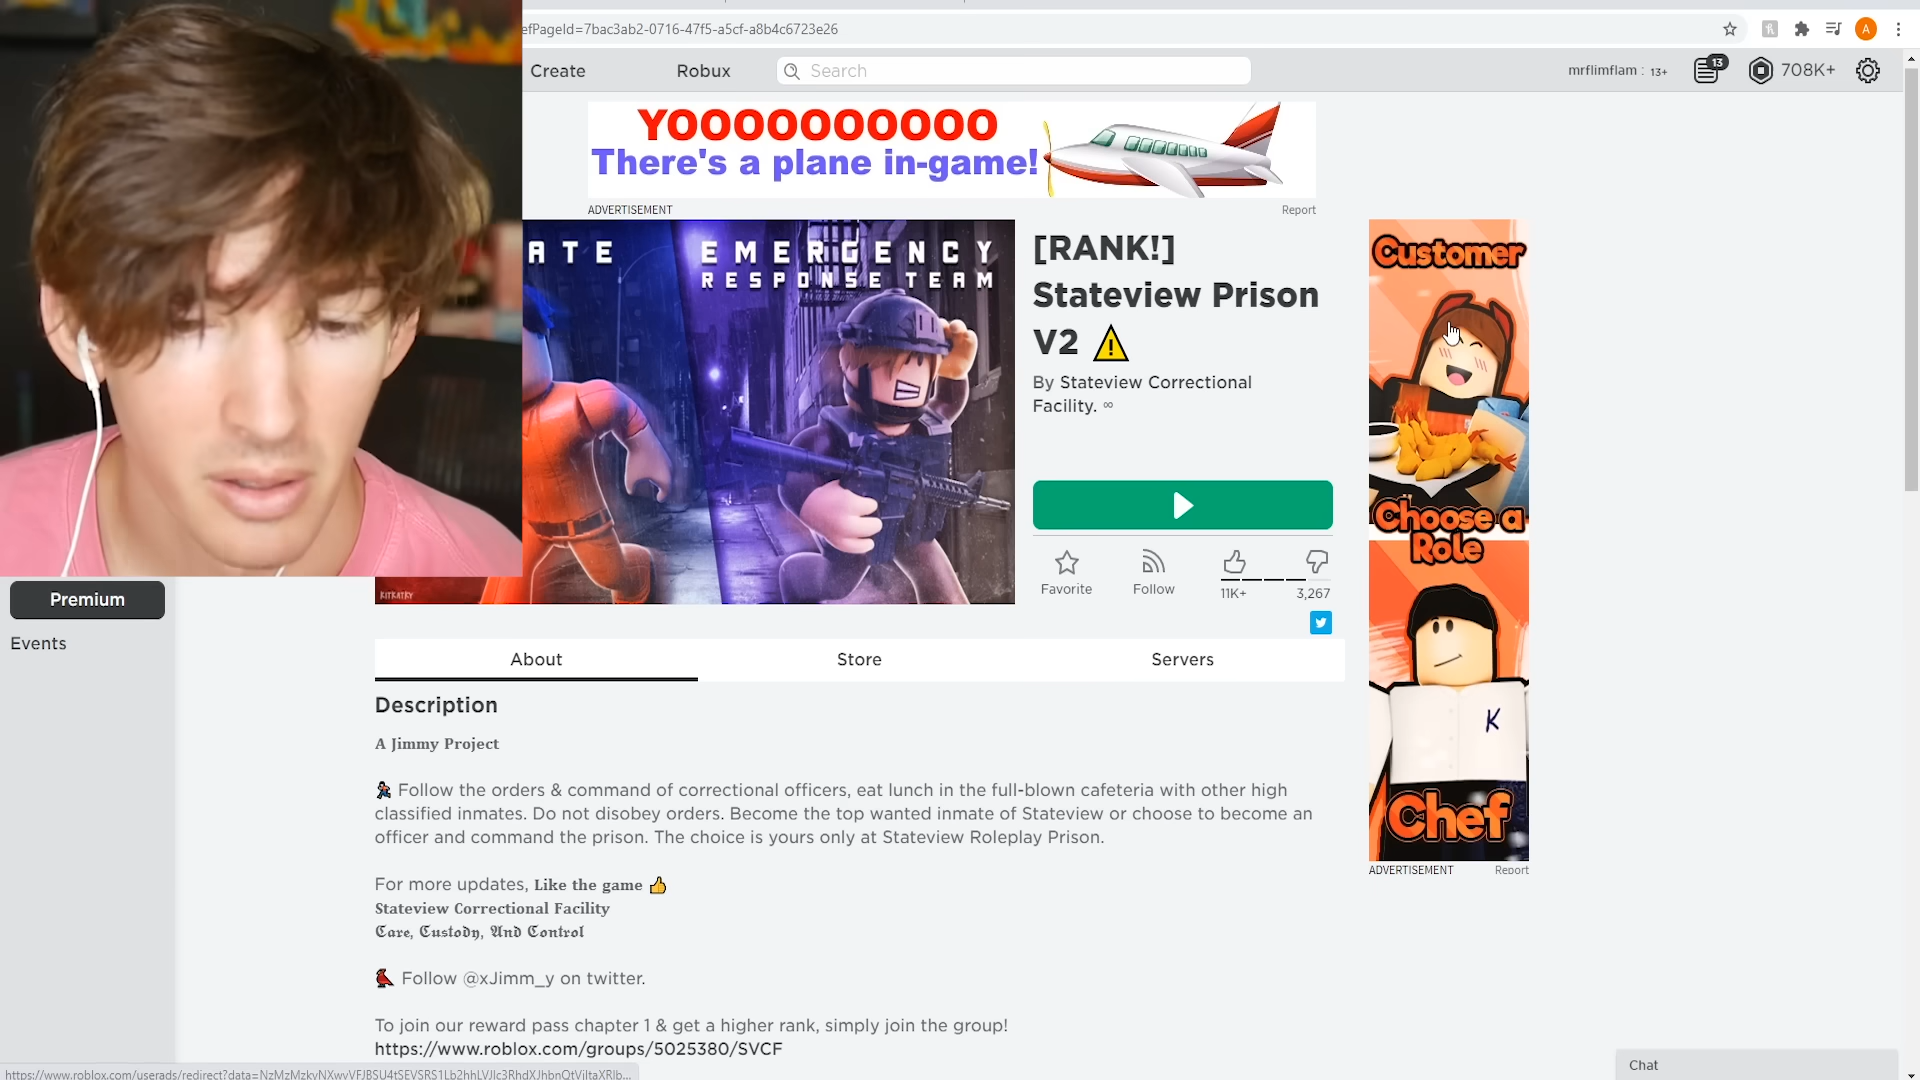 efPageId=7bac3ab2-0716-47f5-a5cf-a8b4c6723e26
A
Create
Robux
Search
mrflimflam : 13+
13
708K+
YOOOOOOOOOO
There's a plane in-game!
ADVERTISEMENT
Report
ATE
EMERGENCY
RESPONSE TEAM
KITKATRY
[RANK!]
Stateview Prison
V2 ⚠
By Stateview Correctional
Facility. ∞
Favorite
Follow
11K+
3,267
Customer
Choose a
Role
K
Chef
ADVERTISEMENT
Report
Premium
Events
About
Store
Servers
Description
A Jimmy Project
Follow the orders & command of correctional officers, eat lunch in the full-blown cafeteria with other high
classified inmates. Do not disobey orders. Become the top wanted inmate of Stateview or choose to become an
officer and command the prison. The choice is yours only at Stateview Roleplay Prison.
For more updates, Like the game 👍
Stateview Correctional Facility
Care, Custody, And Control
Follow @xJimm_y on twitter.
To join our reward pass chapter 1 & get a higher rank, simply join the group!
https://www.roblox.com/groups/5025380/SVCF
Chat